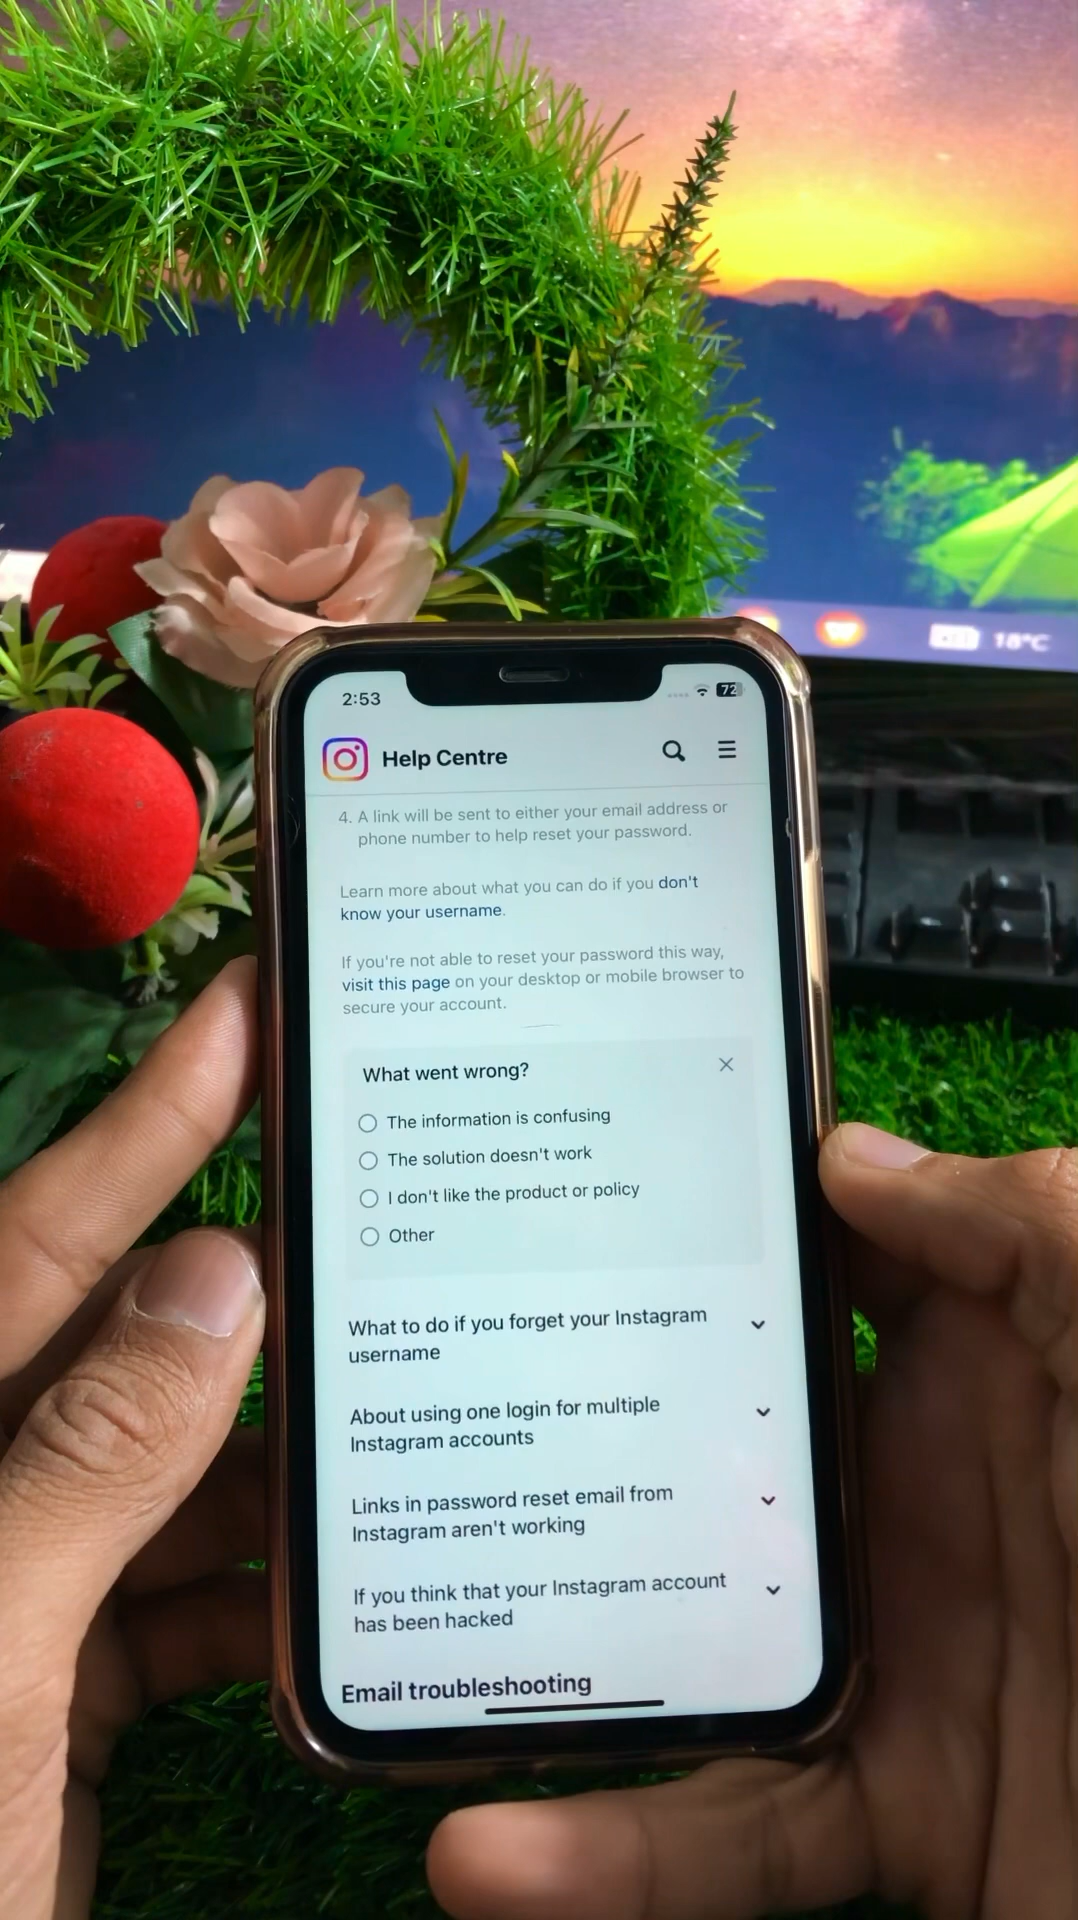 18°C
2:53
72
Help Centre
4. A link will be sent to either your email address or
phone number to help reset your password.
Learn more about what you can do if you don't
know your username.
If you're not able to reset your password this way,
visit this page on your desktop or mobile browser to
secure your account.
What went wrong?
The information is confusing
The solution doesn't work
I don't like the product or policy
Other
What to do if you forget your Instagram
username
About using one login for multiple
Instagram accounts
Links in password reset email from
Instagram aren't working
If you think that your Instagram account
has been hacked
Email troubleshooting